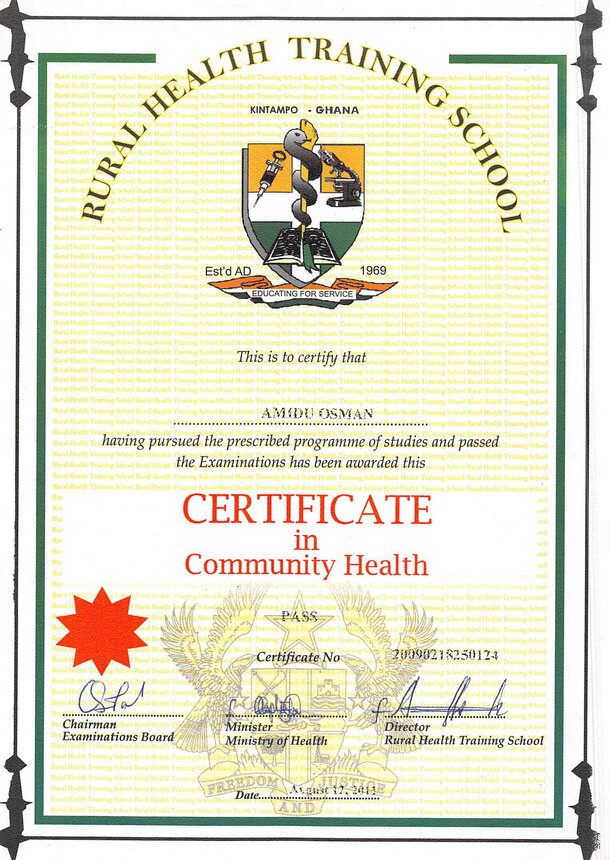 RURAL HEALTH TRAINING SCHOOL
KINTAMPO - GHANA
Est'd AD 1969
EDUCATING FOR SERVICE
This is to certify that
AMIDU OSMAN
having pursued the prescribed programme of studies and passed
the Examinations has been awarded this
CERTIFICATE
in
Community Health
PASS
Certificate No 20090218250124
Chairman
Examinations Board
Minister
Ministry of Health
Director
Rural Health Training School
FREEDOM AND JUSTICE
Date August 17,